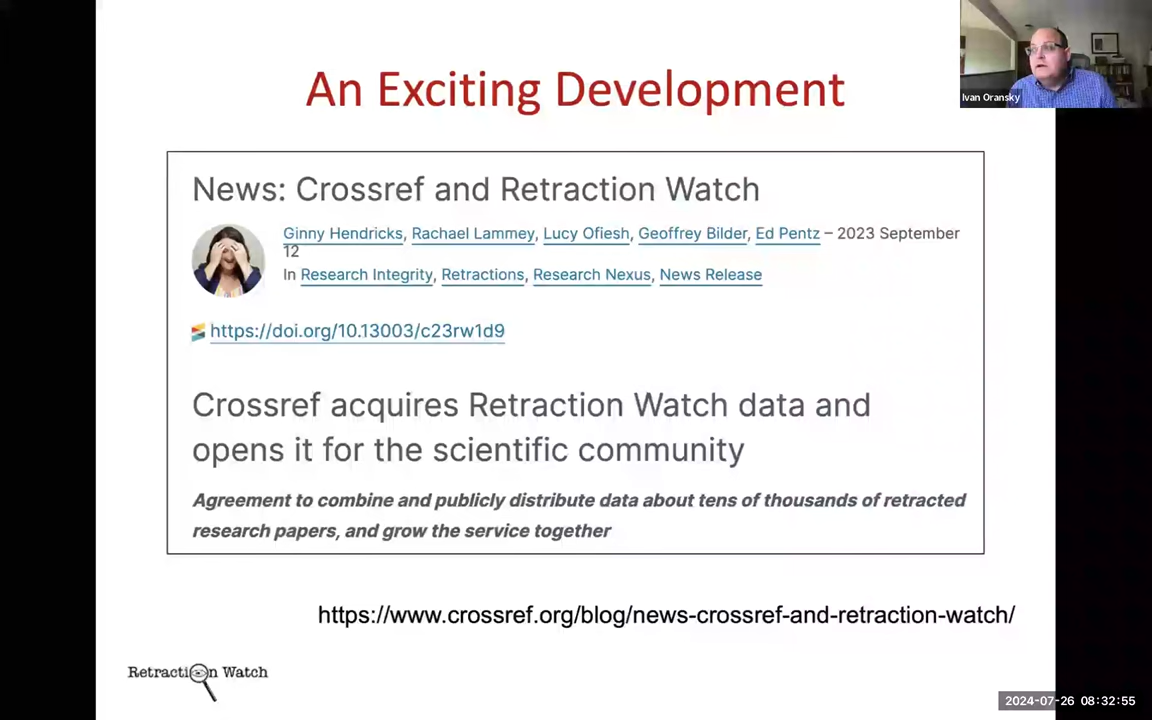 An Exciting Development
Ivan Oransky
News: Crossref and Retraction Watch
Ginny Hendricks, Rachael Lammey, Lucy Ofiesh, Geoffrey Bilder, Ed Pentz – 2023 September
12
In Research Integrity, Retractions, Research Nexus, News Release
https://doi.org/10.13003/c23rw1d9
Crossref acquires Retraction Watch data and
opens it for the scientific community
Agreement to combine and publicly distribute data about tens of thousands of retracted
research papers, and grow the service together
https://www.crossref.org/blog/news-crossref-and-retraction-watch/
Retraction Watch
2024-07-26 08:32:55